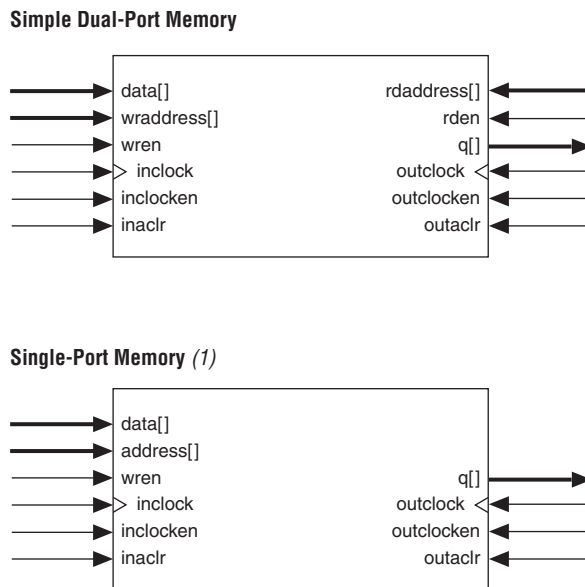 Simple Dual-Port Memory
data[]
wraddress[]
wren
inclock
inclocken
inaclr
rdaddress[]
rden
q[]
outclock
outclocken
outaclr
Single-Port Memory (1)
data[]
address[]
wren
inclock
inclocken
inaclr
q[]
outclock
outclocken
outaclr